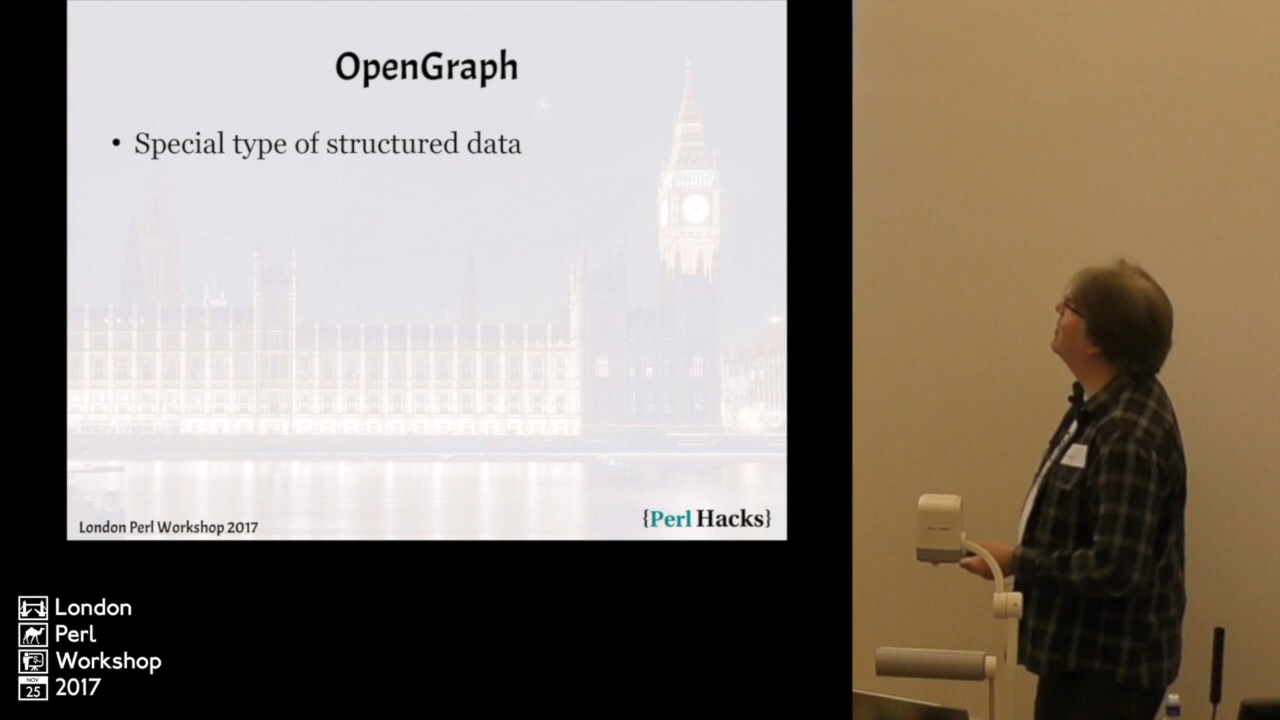 OpenGraph
• Special type of structured data
London Perl Workshop 2017
{Perl Hacks}
London
Perl
Workshop
NOV
25
2017